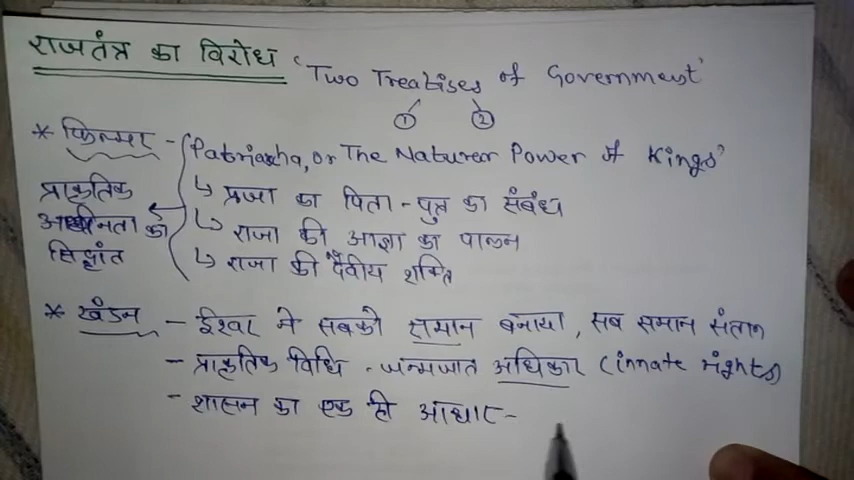 राजतंत्र का विरोध 'Two Treatises of Government'
1 2
* फिल्मर - 'Patriarcha, or The Naturer Power of Kings'
↳ प्रजा का पिता - पुत्र का संबंध
↳ राजा की आज्ञा का पालन
↳ राजा की दैवीय शक्ति
प्राकृतिक
अधीनता का
सिद्धांत
* खंडन - ईश्वर ने सबको समान बनाया, सब समान संतान
- प्राकृतिक विधि - जन्मजात अधिकार (innate rights)
- शासन का एक ही आधार -